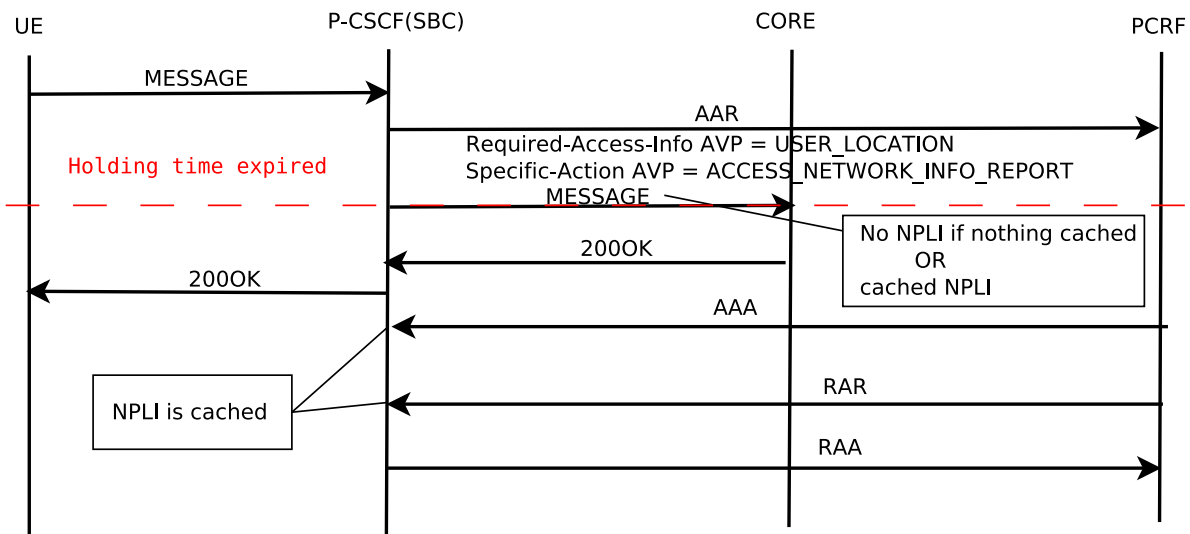 UE
P-CSCF(SBC)
CORE
PCRF
MESSAGE
AAR
Required-Access-Info AVP = USER_LOCATION
Specific-Action AVP = ACCESS_NETWORK_INFO_REPORT
Holding time expired
MESSAGE
No NPLI if nothing cached
OR
cached NPLI
200OK
200OK
AAA
NPLI is cached
RAR
RAA